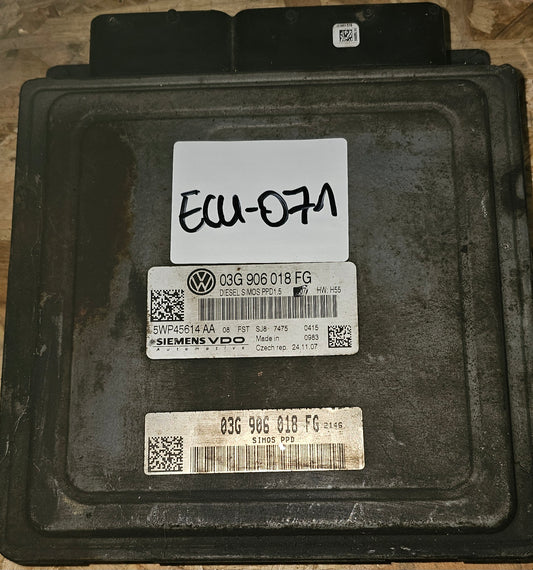 ECU-071
03G 906 018 FG
DIESEL SIMOS PPD1.5 HW: H55
5WP45614 AA 08 FST SJ8- 7475 0415
SIEMENS VDO Made in 0983
Automotive Czech rep. 24.11.07
03G 906 018 FG 2146
SIMOS PPD